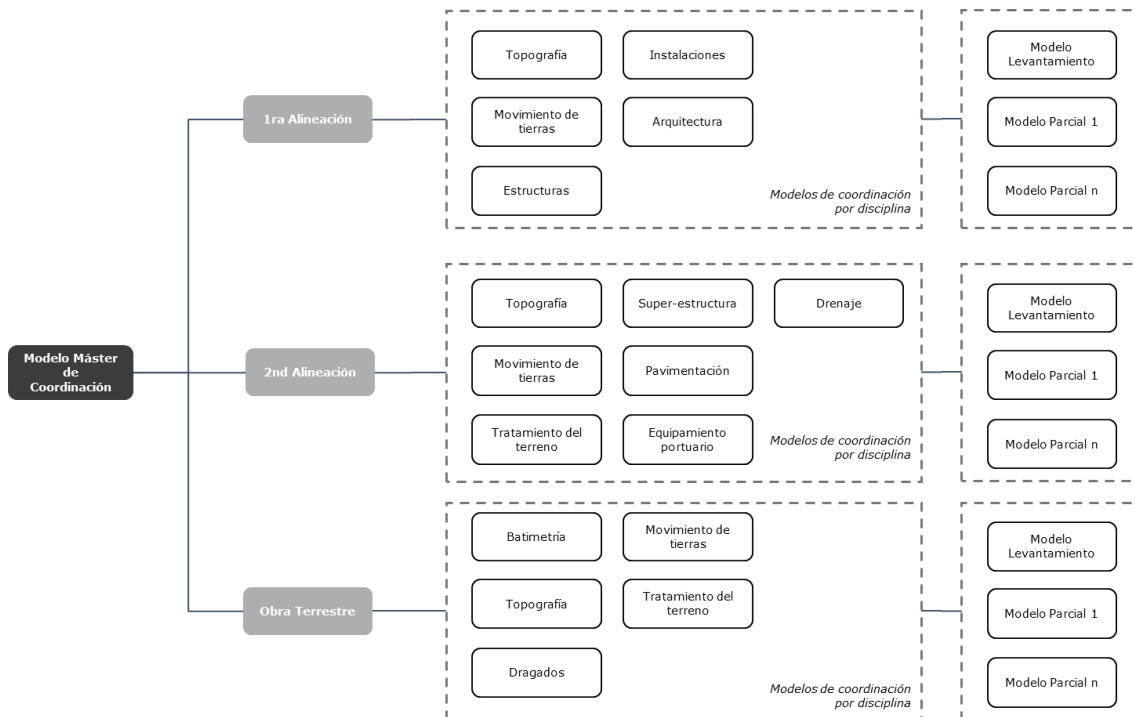 Modelo Máster
de
Coordinación
1ra Alineación
Topografía
Instalaciones
Movimiento de
tierras
Arquitectura
Estructuras
Modelos de coordinación
por disciplina
Modelo
Levantamiento
Modelo Parcial 1
Modelo Parcial n
2nd Alineación
Topografía
Super-estructura
Drenaje
Movimiento de
tierras
Pavimentación
Tratamiento del
terreno
Equipamiento
portuario
Modelos de coordinación
por disciplina
Modelo
Levantamiento
Modelo Parcial 1
Modelo Parcial n
Obra Terrestre
Batimetría
Movimiento de
tierras
Topografía
Tratamiento del
terreno
Dragados
Modelos de coordinación
por disciplina
Modelo
Levantamiento
Modelo Parcial 1
Modelo Parcial n